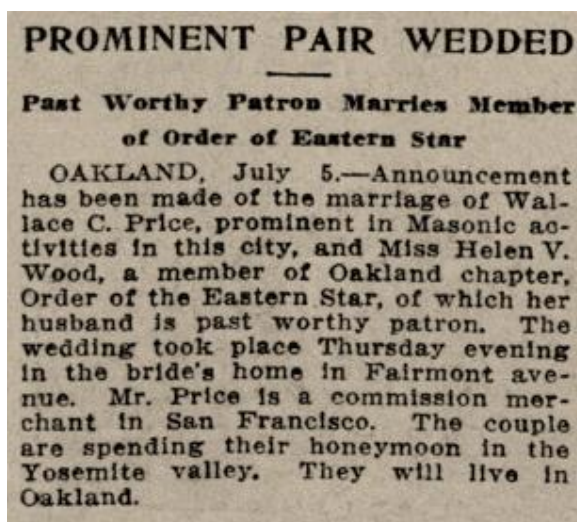 PROMINENT PAIR WEDDED
Past Worthy Patron Marries Member
of Order of Eastern Star
OAKLAND, July 5.—Announcement
has been made of the marriage of Wal-
lace C. Price, prominent in Masonic ac-
tivities in this city, and Miss Helen V.
Wood, a member of Oakland chapter,
Order of the Eastern Star, of which her
husband is past worthy patron. The
wedding took place Thursday evening
in the bride's home in Fairmont ave-
nue. Mr. Price is a commission mer-
chant in San Francisco. The couple
are spending their honeymoon in the
Yosemite valley. They will live in
Oakland.